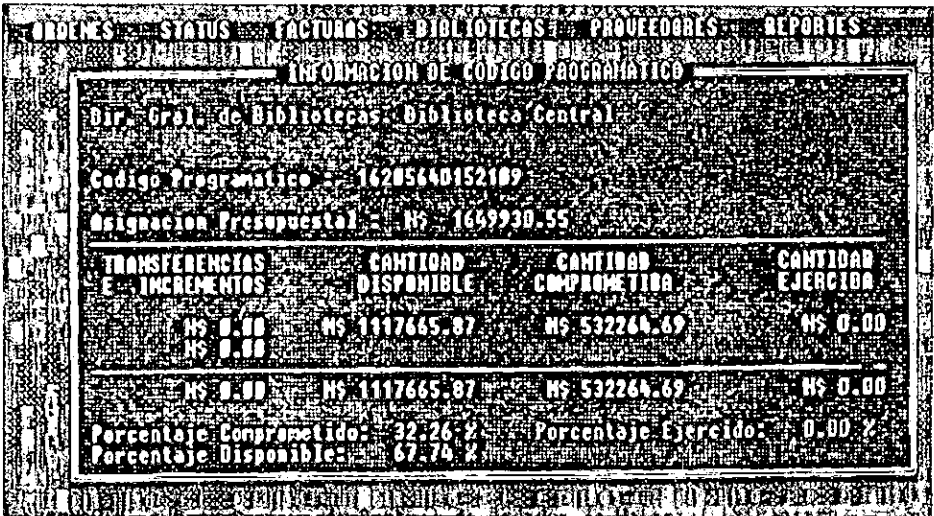 ORDENES STATUS FACTURAS BIBLIOTECAS PROVEEDORES REPORTES
INFORMACION DE CODIGO PROGRAMATICO
Dir. Gral. de Bibliotecas. Biblioteca Central
Codigo Programatico - 16205640152109
Asignacion Presupuestal : N$ 1649930.55
TRANSFERENCIAS CANTIDAD CANTIDAD CANTIDAD
E INCREMENTOS DISPONIBLE COMPROMETIDA EJERCIDA
N$ 0.00 N$ 1117665.87 N$ 532264.69 N$ 0.00
N$ 0.00
N$ 0.00 N$ 1117665.87 N$ 532264.69 N$ 0.00
Porcentaje Comprometido: 32.26 % Porcentaje Ejercido: 0.00 %
Porcentaje Disponible: 67.74 %